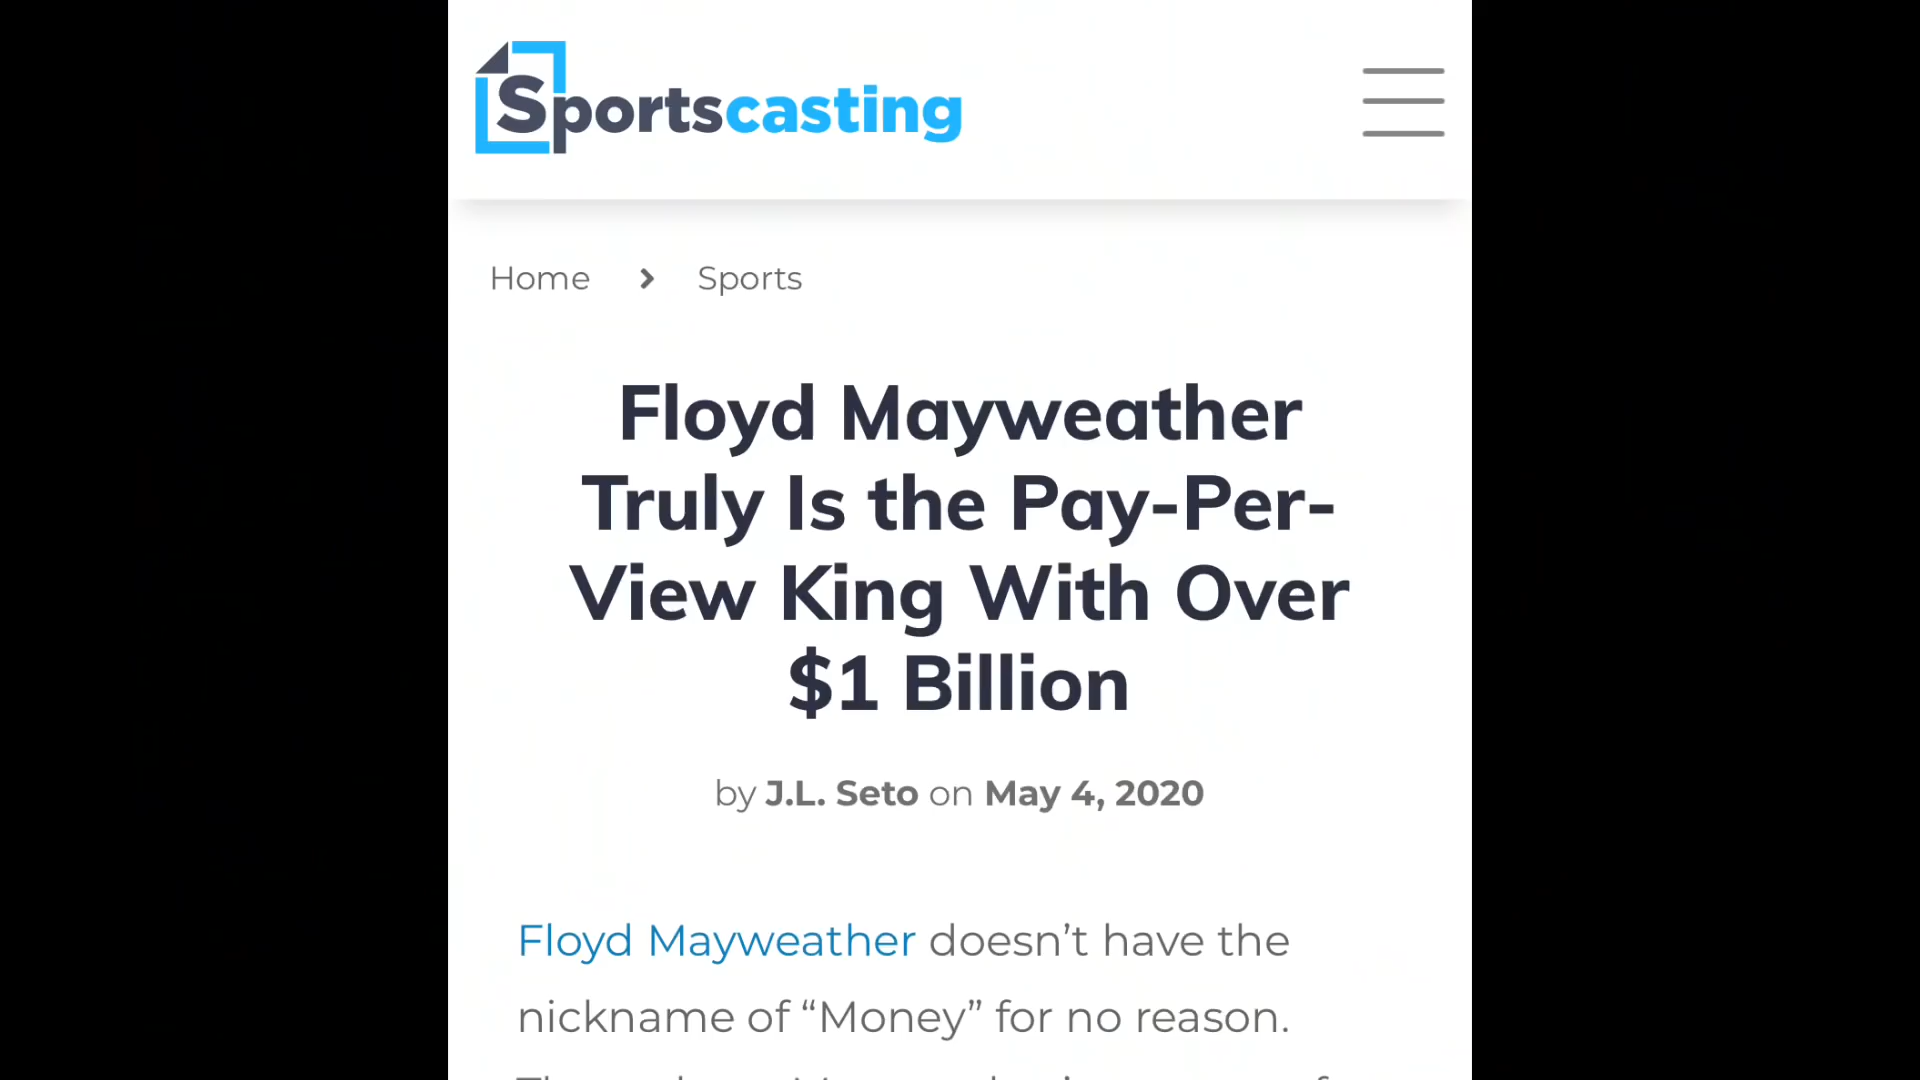 Sportscasting
Home > Sports
Floyd Mayweather
Truly Is the Pay-Per-
View King With Over
$1 Billion
by J.L. Seto on May 4, 2020
Floyd Mayweather doesn’t have the
nickname of “Money” for no reason.